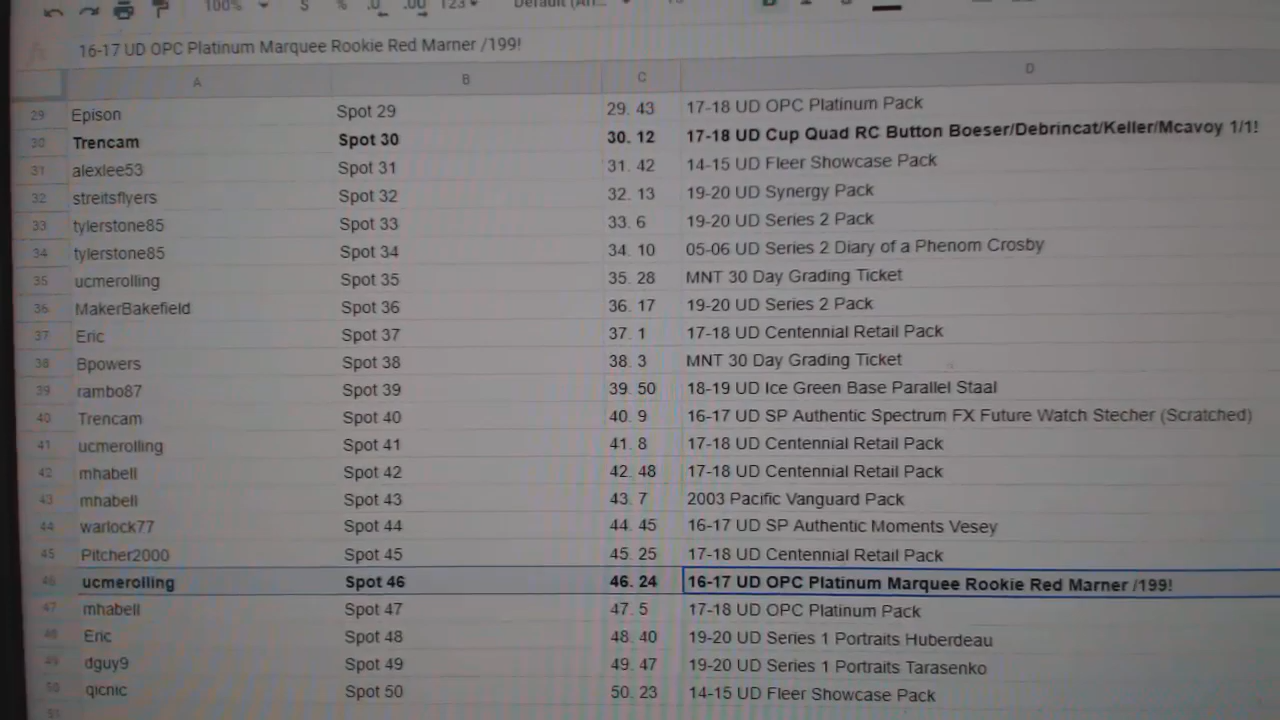 100% $ % .0 .00 123 Default (Ari...
16-17 UD OPC Platinum Marquee Rookie Red Marner /199!
A B C D
29 Epison Spot 29 29. 43 17-18 UD OPC Platinum Pack
30 Trencam Spot 30 30. 12 17-18 UD Cup Quad RC Button Boeser/Debrincat/Keller/Mcavoy 1/1!
31 alexlee53 Spot 31 31. 42 14-15 UD Fleer Showcase Pack
32 streitsflyers Spot 32 32. 13 19-20 UD Synergy Pack
33 tylerstone85 Spot 33 33. 6 19-20 UD Series 2 Pack
34 tylerstone85 Spot 34 34. 10 05-06 UD Series 2 Diary of a Phenom Crosby
35 ucmerolling Spot 35 35. 28 MNT 30 Day Grading Ticket
36 MakerBakefield Spot 36 36. 17 19-20 UD Series 2 Pack
37 Eric Spot 37 37. 1 17-18 UD Centennial Retail Pack
38 Bpowers Spot 38 38. 3 MNT 30 Day Grading Ticket
39 rambo87 Spot 39 39. 50 18-19 UD Ice Green Base Parallel Staal
40 Trencam Spot 40 40. 9 16-17 UD SP Authentic Spectrum FX Future Watch Stecher (Scratched)
41 ucmerolling Spot 41 41. 8 17-18 UD Centennial Retail Pack
42 mhabell Spot 42 42. 48 17-18 UD Centennial Retail Pack
43 mhabell Spot 43 43. 7 2003 Pacific Vanguard Pack
44 warlock77 Spot 44 44. 45 16-17 UD SP Authentic Moments Vesey
45 Pitcher2000 Spot 45 45. 25 17-18 UD Centennial Retail Pack
46 ucmerolling Spot 46 46. 24 16-17 UD OPC Platinum Marquee Rookie Red Marner /199!
47 mhabell Spot 47 47. 5 17-18 UD OPC Platinum Pack
48 Eric Spot 48 48. 40 19-20 UD Series 1 Portraits Huberdeau
49 dguy9 Spot 49 49. 47 19-20 UD Series 1 Portraits Tarasenko
50 qicnic Spot 50 50. 23 14-15 UD Fleer Showcase Pack
51